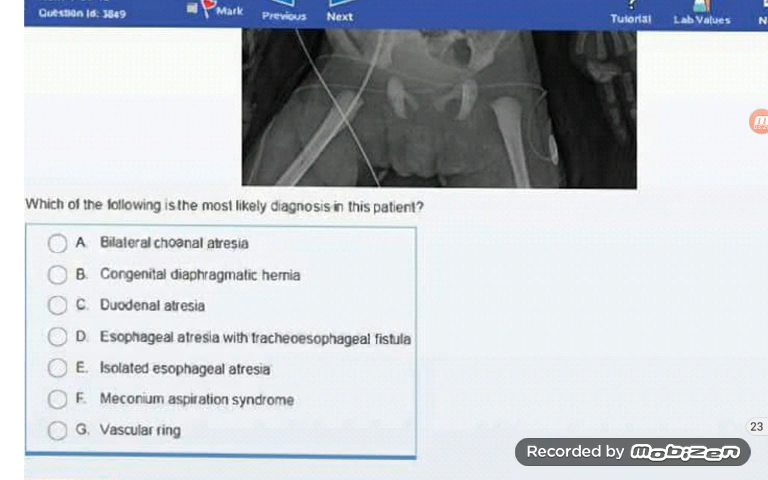 Question Id: 3849
Mark
Previous
Next
Tutorial
Lab Values
N
Which of the following is the most likely diagnosis in this patient?
A. Bilateral choanal atresia
B. Congenital diaphragmatic hernia
C. Duodenal atresia
D. Esophageal atresia with tracheoesophageal fistula
E. Isolated esophageal atresia
F. Meconium aspiration syndrome
G. Vascular ring
23
Recorded by mobizen